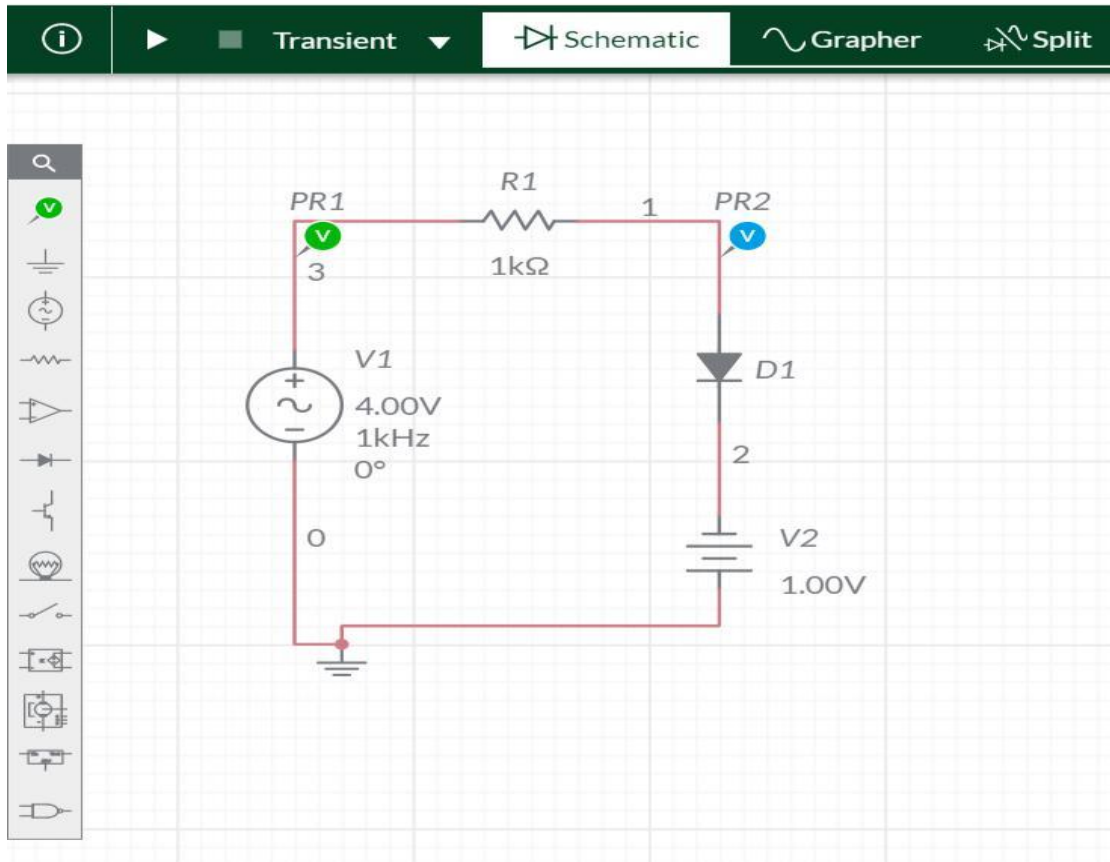 Transient
Schematic
Grapher
Split
PR1
R1
1
PR2
V
V
3
1kΩ
V1
D1
4.00V
1kHz
0°
2
0
V2
1.00V